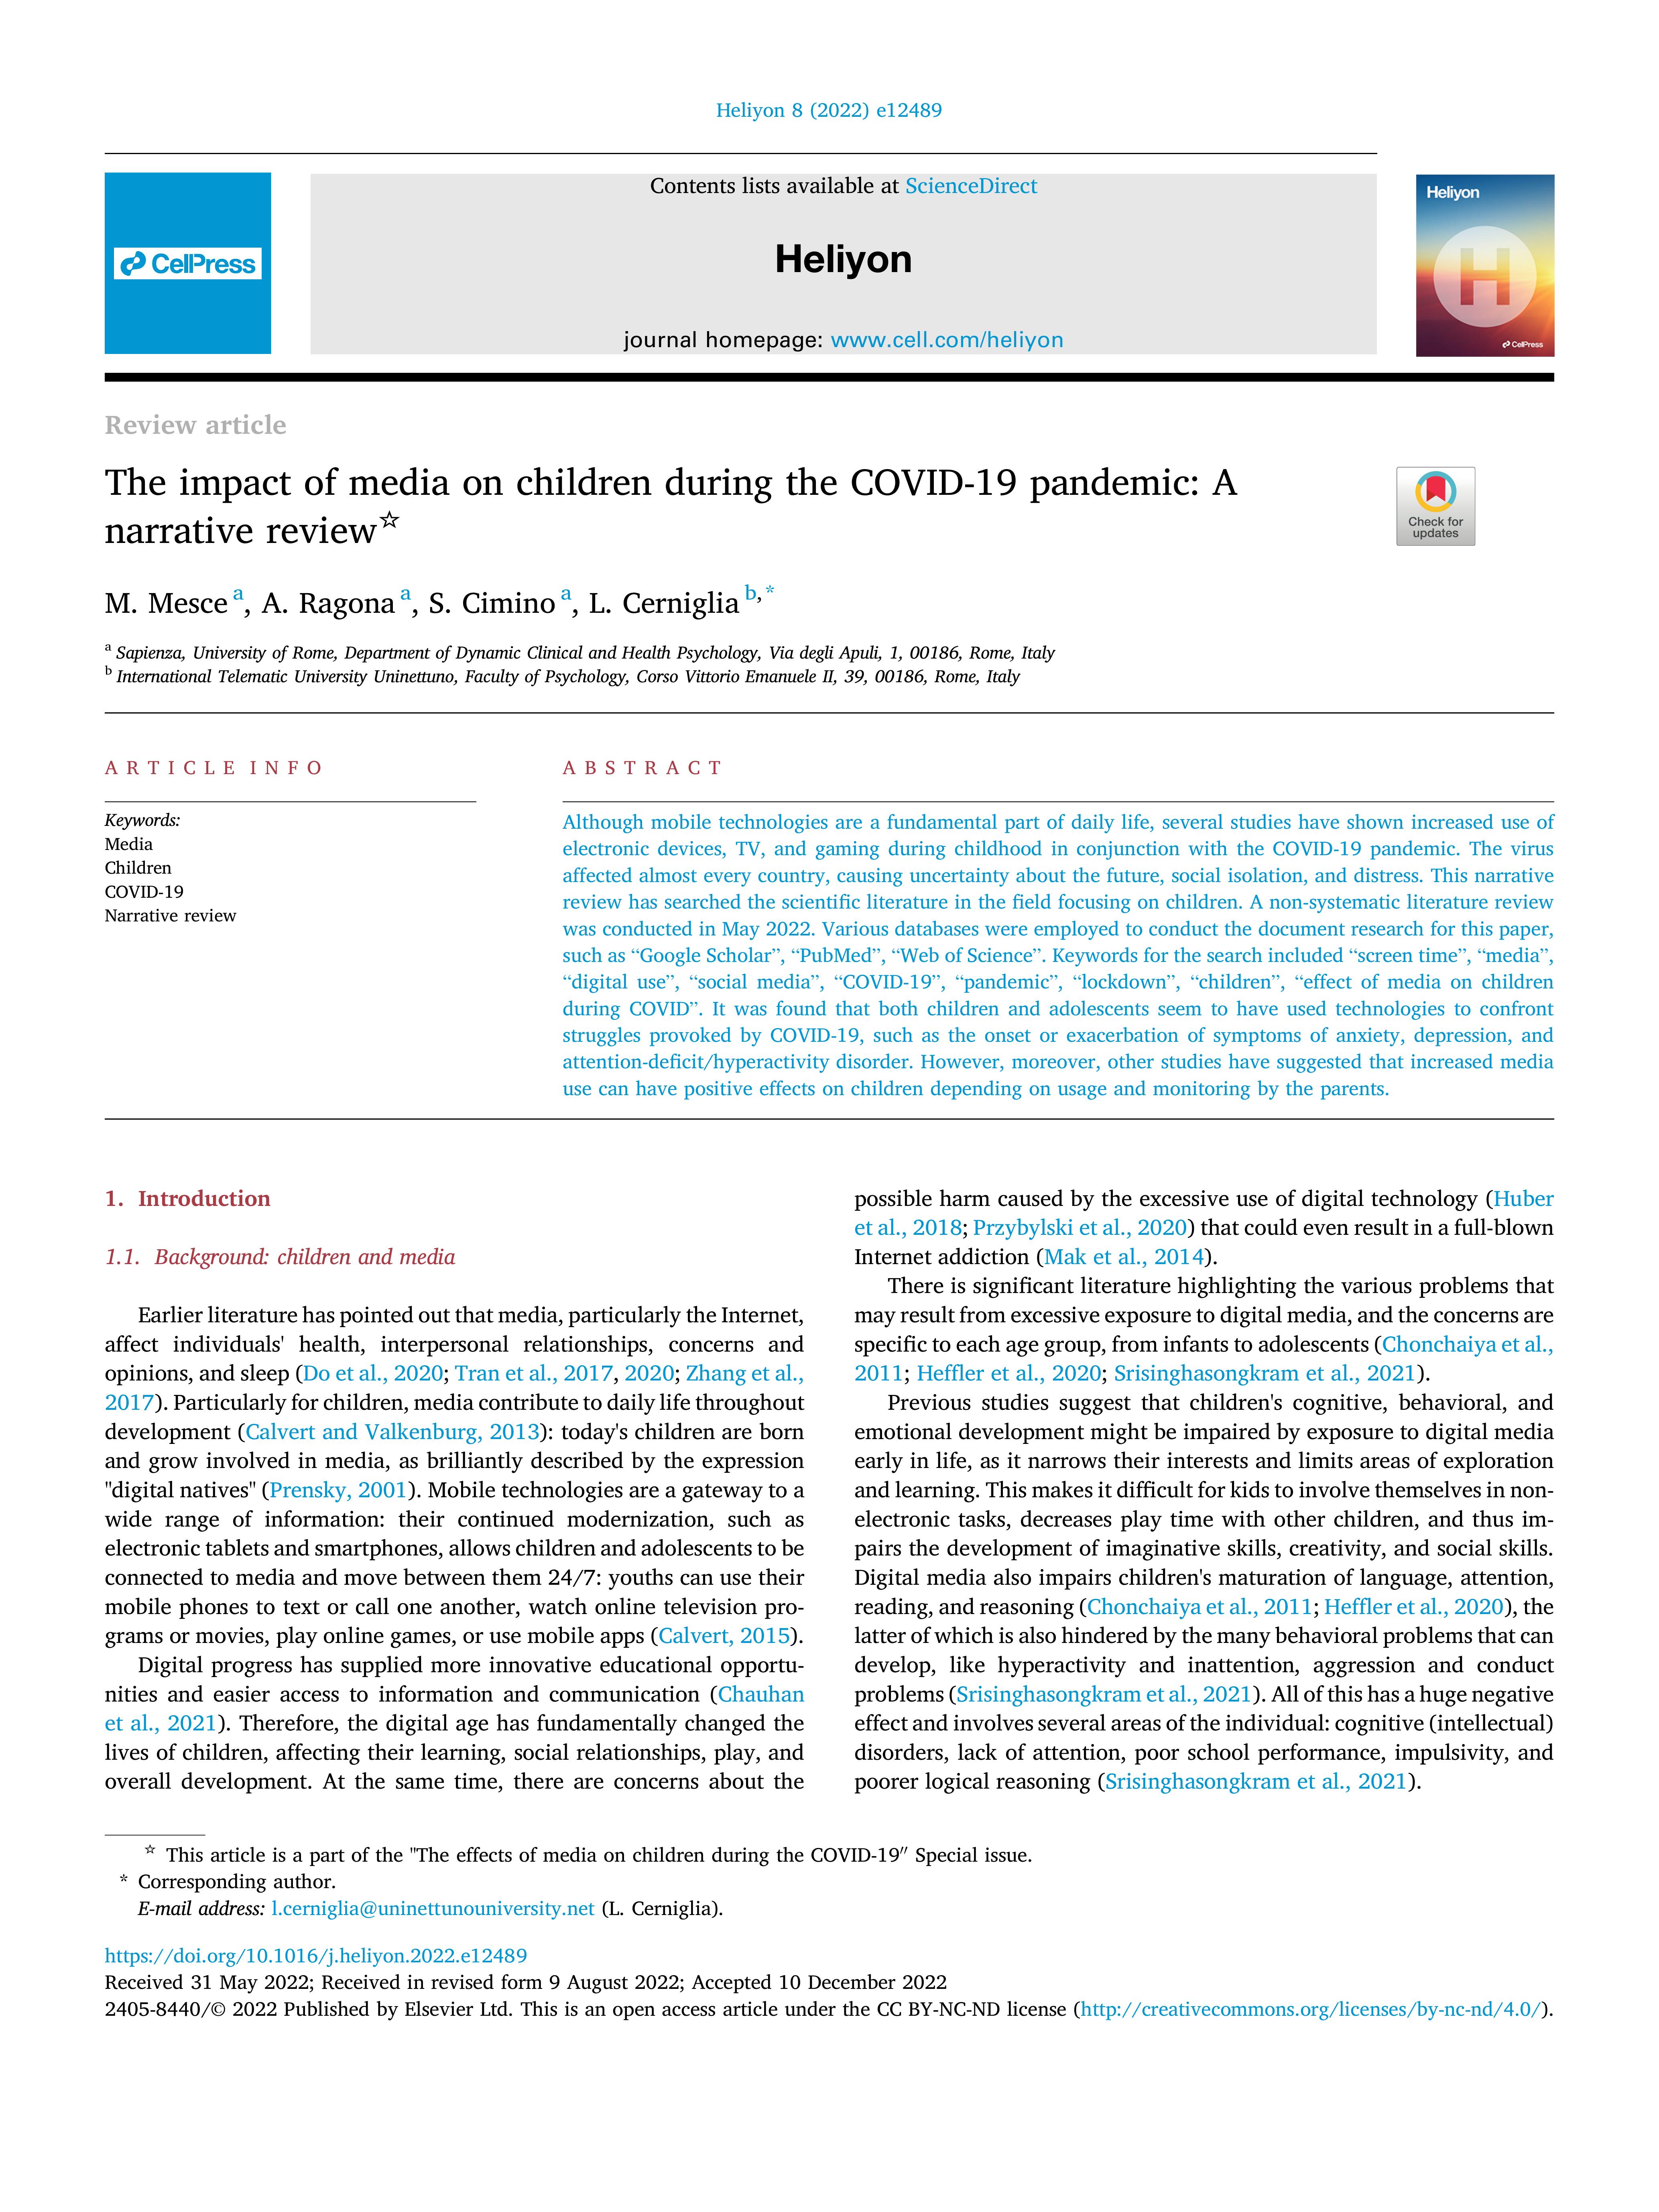 Heliyon 8 (2022) e12489
Contents lists available at ScienceDirect
CellPress
Heliyon
journal homepage: www.cell.com/heliyon
Heliyon
H
CellPress
Review article
The impact of media on children during the COVID-19 pandemic: A
narrative review☆
Check for
updates
M. Mesce a, A. Ragona a, S. Cimino a, L. Cerniglia b,*
a Sapienza, University of Rome, Department of Dynamic Clinical and Health Psychology, Via degli Apuli, 1, 00186, Rome, Italy
b International Telematic University Uninettuno, Faculty of Psychology, Corso Vittorio Emanuele II, 39, 00186, Rome, Italy
ARTICLE INFO
Keywords:
Media
Children
COVID-19
Narrative review
ABSTRACT
Although mobile technologies are a fundamental part of daily life, several studies have shown increased use of
electronic devices, TV, and gaming during childhood in conjunction with the COVID-19 pandemic. The virus
affected almost every country, causing uncertainty about the future, social isolation, and distress. This narrative
review has searched the scientific literature in the field focusing on children. A non-systematic literature review
was conducted in May 2022. Various databases were employed to conduct the document research for this paper,
such as “Google Scholar”, “PubMed”, “Web of Science”. Keywords for the search included “screen time”, “media”,
“digital use”, “social media”, “COVID-19”, “pandemic”, “lockdown”, “children”, “effect of media on children
during COVID”. It was found that both children and adolescents seem to have used technologies to confront
struggles provoked by COVID-19, such as the onset or exacerbation of symptoms of anxiety, depression, and
attention-deficit/hyperactivity disorder. However, moreover, other studies have suggested that increased media
use can have positive effects on children depending on usage and monitoring by the parents.
1. Introduction
1.1. Background: children and media
Earlier literature has pointed out that media, particularly the Internet,
affect individuals' health, interpersonal relationships, concerns and
opinions, and sleep (Do et al., 2020; Tran et al., 2017, 2020; Zhang et al.,
2017). Particularly for children, media contribute to daily life throughout
development (Calvert and Valkenburg, 2013): today's children are born
and grow involved in media, as brilliantly described by the expression
"digital natives" (Prensky, 2001). Mobile technologies are a gateway to a
wide range of information: their continued modernization, such as
electronic tablets and smartphones, allows children and adolescents to be
connected to media and move between them 24/7: youths can use their
mobile phones to text or call one another, watch online television pro-
grams or movies, play online games, or use mobile apps (Calvert, 2015).
Digital progress has supplied more innovative educational opportu-
nities and easier access to information and communication (Chauhan
et al., 2021). Therefore, the digital age has fundamentally changed the
lives of children, affecting their learning, social relationships, play, and
overall development. At the same time, there are concerns about the
possible harm caused by the excessive use of digital technology (Huber
et al., 2018; Przybylski et al., 2020) that could even result in a full-blown
Internet addiction (Mak et al., 2014).
There is significant literature highlighting the various problems that
may result from excessive exposure to digital media, and the concerns are
specific to each age group, from infants to adolescents (Chonchaiya et al.,
2011; Heffler et al., 2020; Srisinghasongkram et al., 2021).
Previous studies suggest that children's cognitive, behavioral, and
emotional development might be impaired by exposure to digital media
early in life, as it narrows their interests and limits areas of exploration
and learning. This makes it difficult for kids to involve themselves in non-
electronic tasks, decreases play time with other children, and thus im-
pairs the development of imaginative skills, creativity, and social skills.
Digital media also impairs children's maturation of language, attention,
reading, and reasoning (Chonchaiya et al., 2011; Heffler et al., 2020), the
latter of which is also hindered by the many behavioral problems that can
develop, like hyperactivity and inattention, aggression and conduct
problems (Srisinghasongkram et al., 2021). All of this has a huge negative
effect and involves several areas of the individual: cognitive (intellectual)
disorders, lack of attention, poor school performance, impulsivity, and
poorer logical reasoning (Srisinghasongkram et al., 2021).
☆ This article is a part of the "The effects of media on children during the COVID-19″ Special issue.
* Corresponding author.
E-mail address: l.cerniglia@uninettunouniversity.net (L. Cerniglia).
https://doi.org/10.1016/j.heliyon.2022.e12489
Received 31 May 2022; Received in revised form 9 August 2022; Accepted 10 December 2022
2405-8440/© 2022 Published by Elsevier Ltd. This is an open access article under the CC BY-NC-ND license (http://creativecommons.org/licenses/by-nc-nd/4.0/).